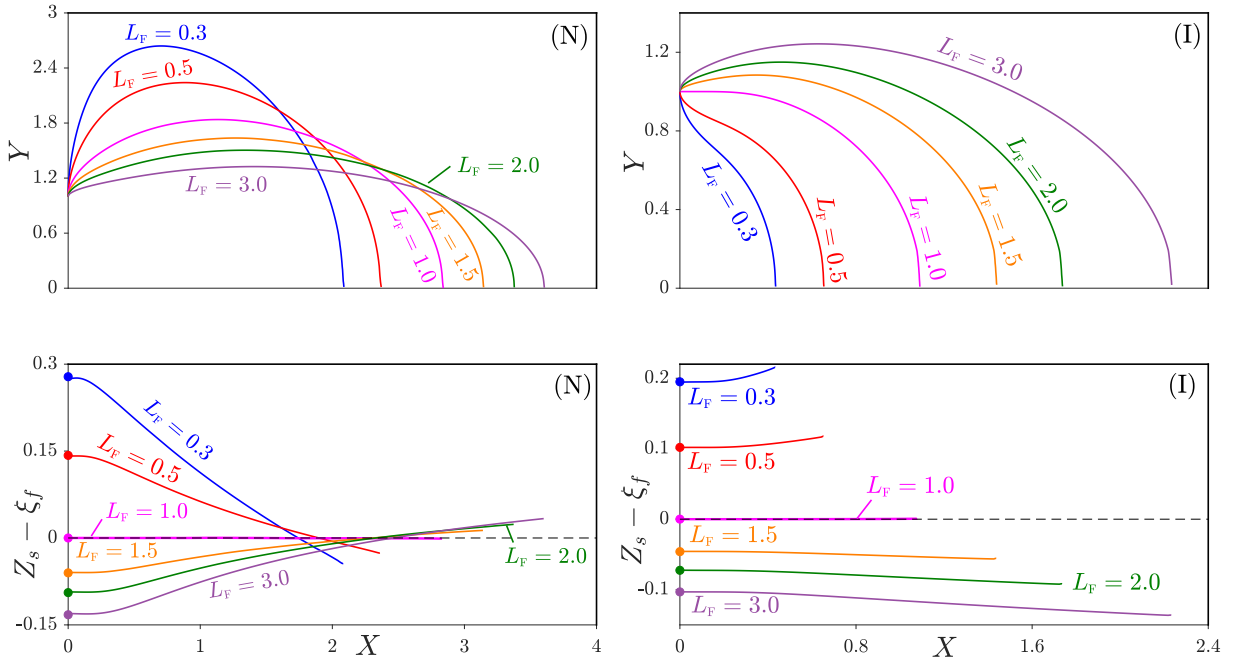 3
2.4
1.8
1.2
0.6
0
Y
(N)
L_F = 0.3
L_F = 0.5
L_F = 2.0
L_F = 3.0
L_F = 1.0
L_F = 1.5
1.2
0.8
0.4
0
Y
(I)
L_F = 3.0
L_F = 2.0
L_F = 0.3
L_F = 0.5
L_F = 1.0
L_F = 1.5
0.3
0.15
0
-0.15
Z_s − ξ_f
(N)
L_F = 0.3
L_F = 0.5
L_F = 1.0
L_F = 1.5
L_F = 2.0
L_F = 3.0
0 1 X 2 3 4
0.2
0.1
0
-0.1
Z_s − ξ_f
(I)
L_F = 0.3
L_F = 0.5
L_F = 1.0
L_F = 1.5
L_F = 2.0
L_F = 3.0
0 0.8 X 1.6 2.4